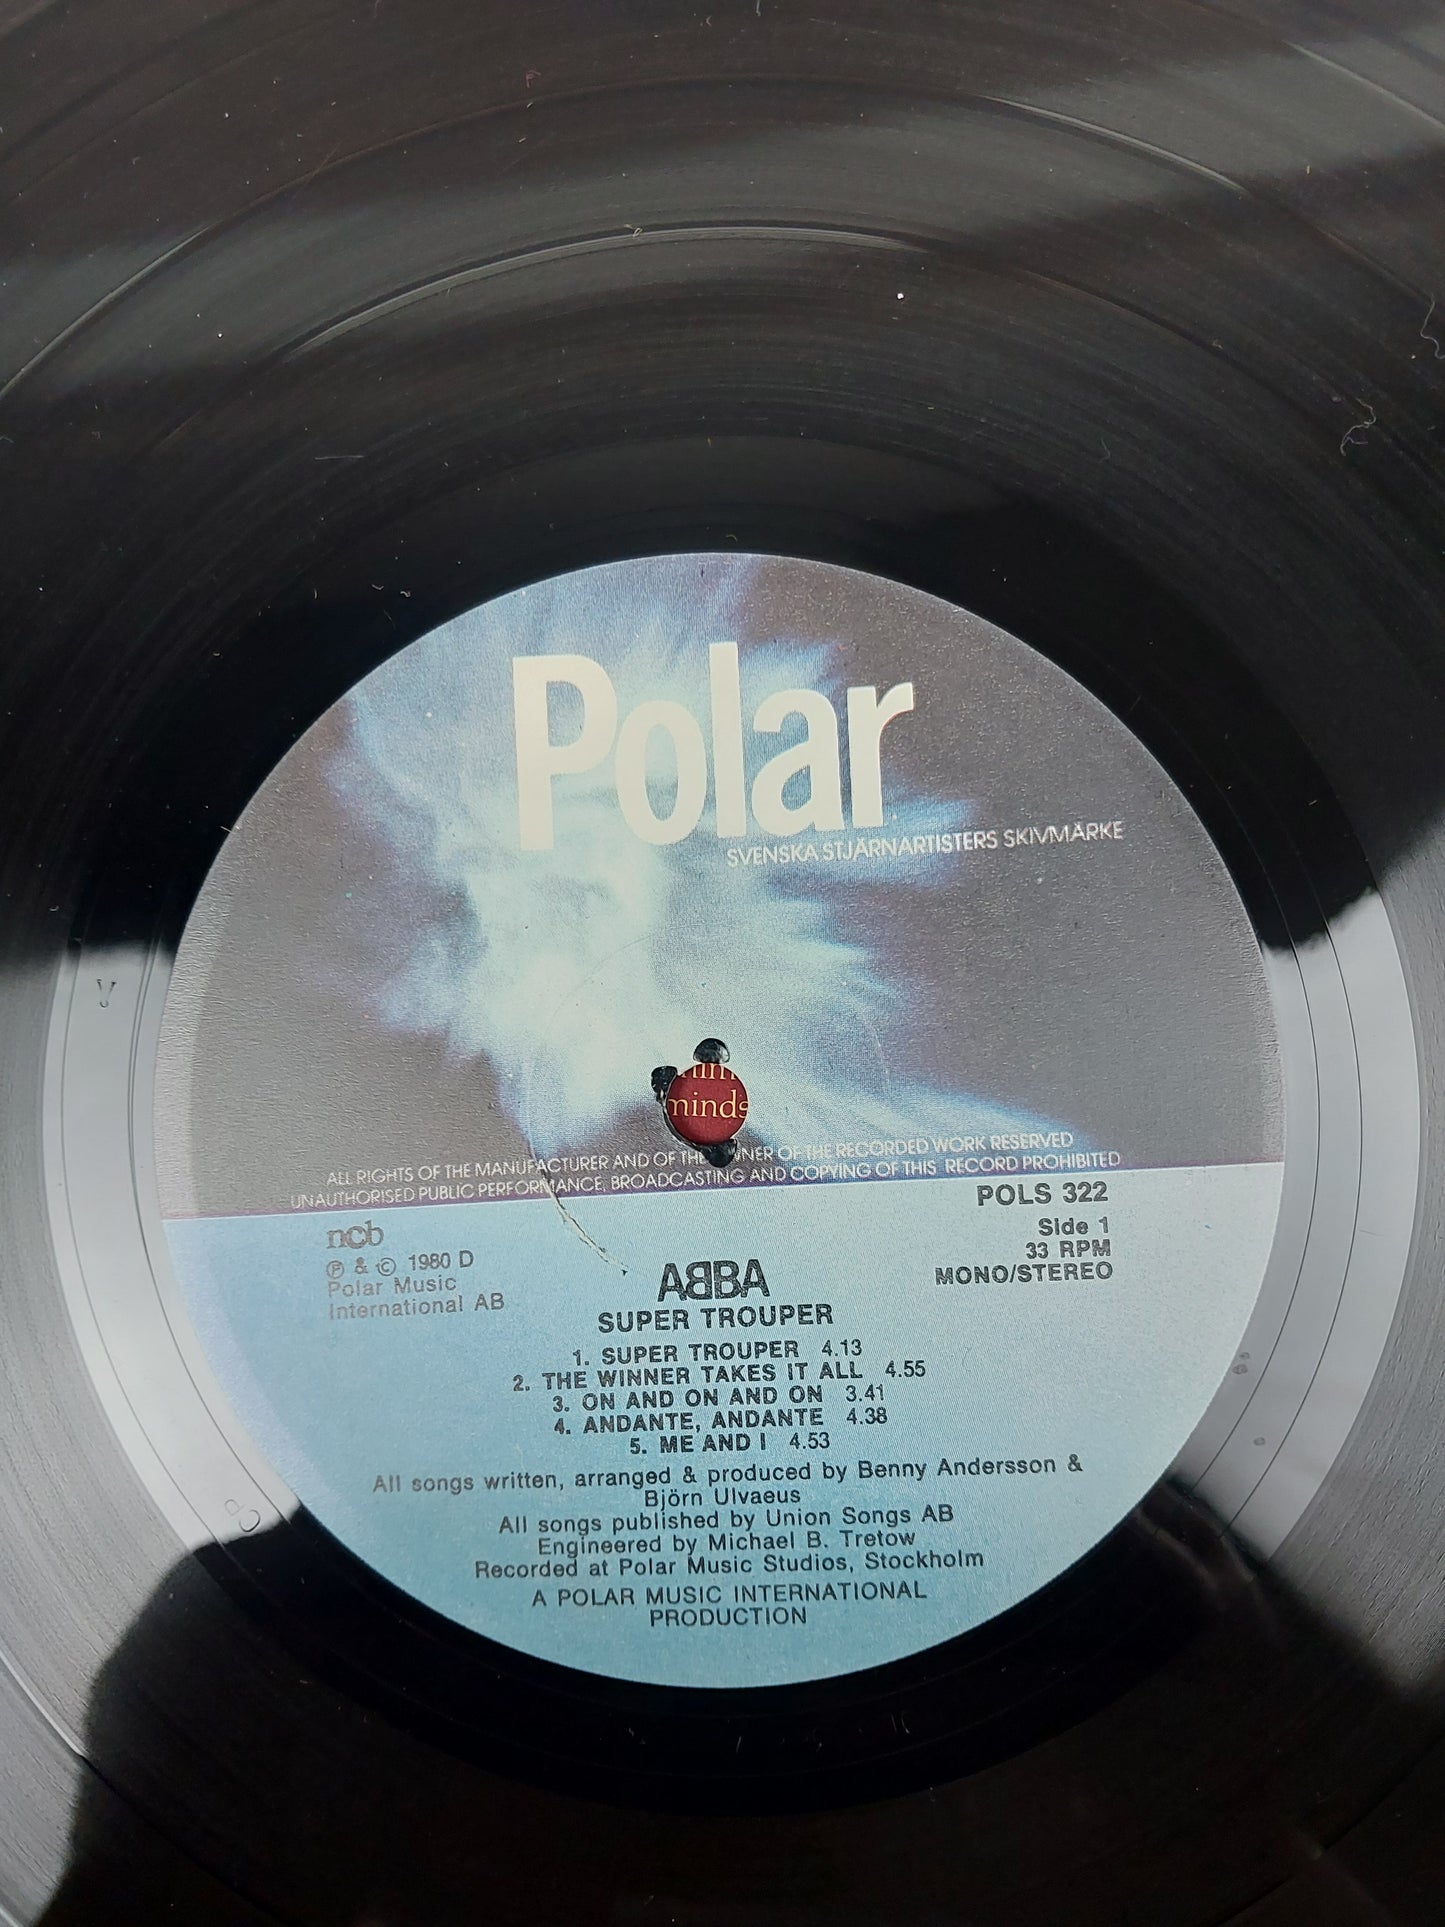 Polar
SVENSKA STJÄRNARTISTERS SKIVMÄRKE
minds
ALL RIGHTS OF THE MANUFACTURER AND OF THE OWNER OF THE RECORDED WORK RESERVED
UNAUTHORISED PUBLIC PERFORMANCE, BROADCASTING AND COPYING OF THIS RECORD PROHIBITED
POLS 322
Side 1
33 RPM
MONO/STEREO
ncb
℗ & © 1980 D
Polar Music
International AB
ABBA
SUPER TROUPER
1. SUPER TROUPER 4.13
2. THE WINNER TAKES IT ALL 4.55
3. ON AND ON AND ON 3.41
4. ANDANTE, ANDANTE 4.38
5. ME AND I 4.53
All songs written, arranged & produced by Benny Andersson &
Björn Ulvaeus
All songs published by Union Songs AB
Engineered by Michael B. Tretow
Recorded at Polar Music Studios, Stockholm
A POLAR MUSIC INTERNATIONAL
PRODUCTION